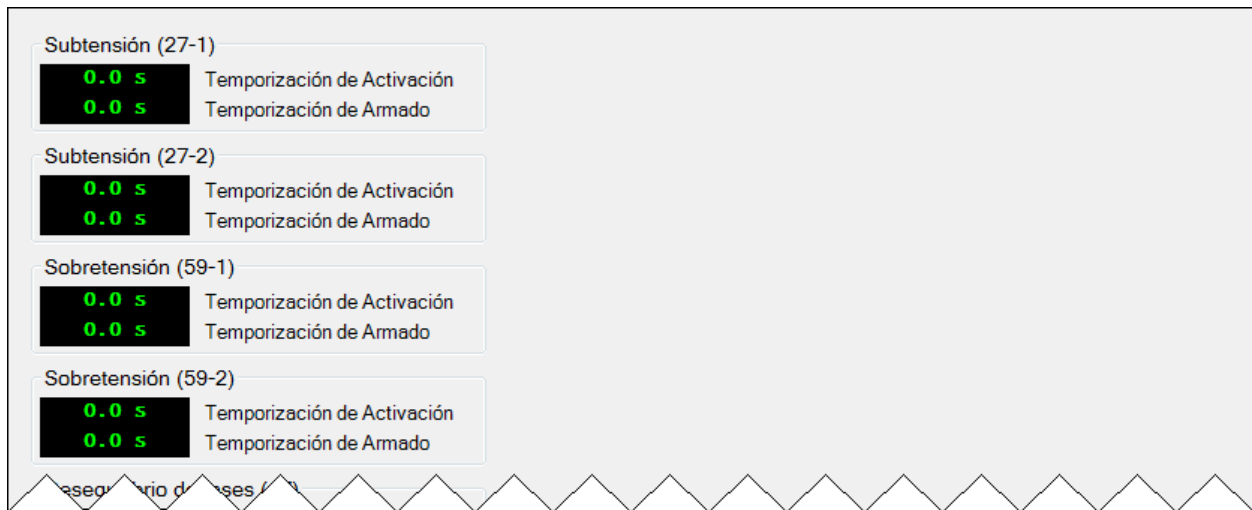 Subtensión (27-1)
0.0 s Temporización de Activación
0.0 s Temporización de Armado
Subtensión (27-2)
0.0 s Temporización de Activación
0.0 s Temporización de Armado
Sobretensión (59-1)
0.0 s Temporización de Activación
0.0 s Temporización de Armado
Sobretensión (59-2)
0.0 s Temporización de Activación
0.0 s Temporización de Armado